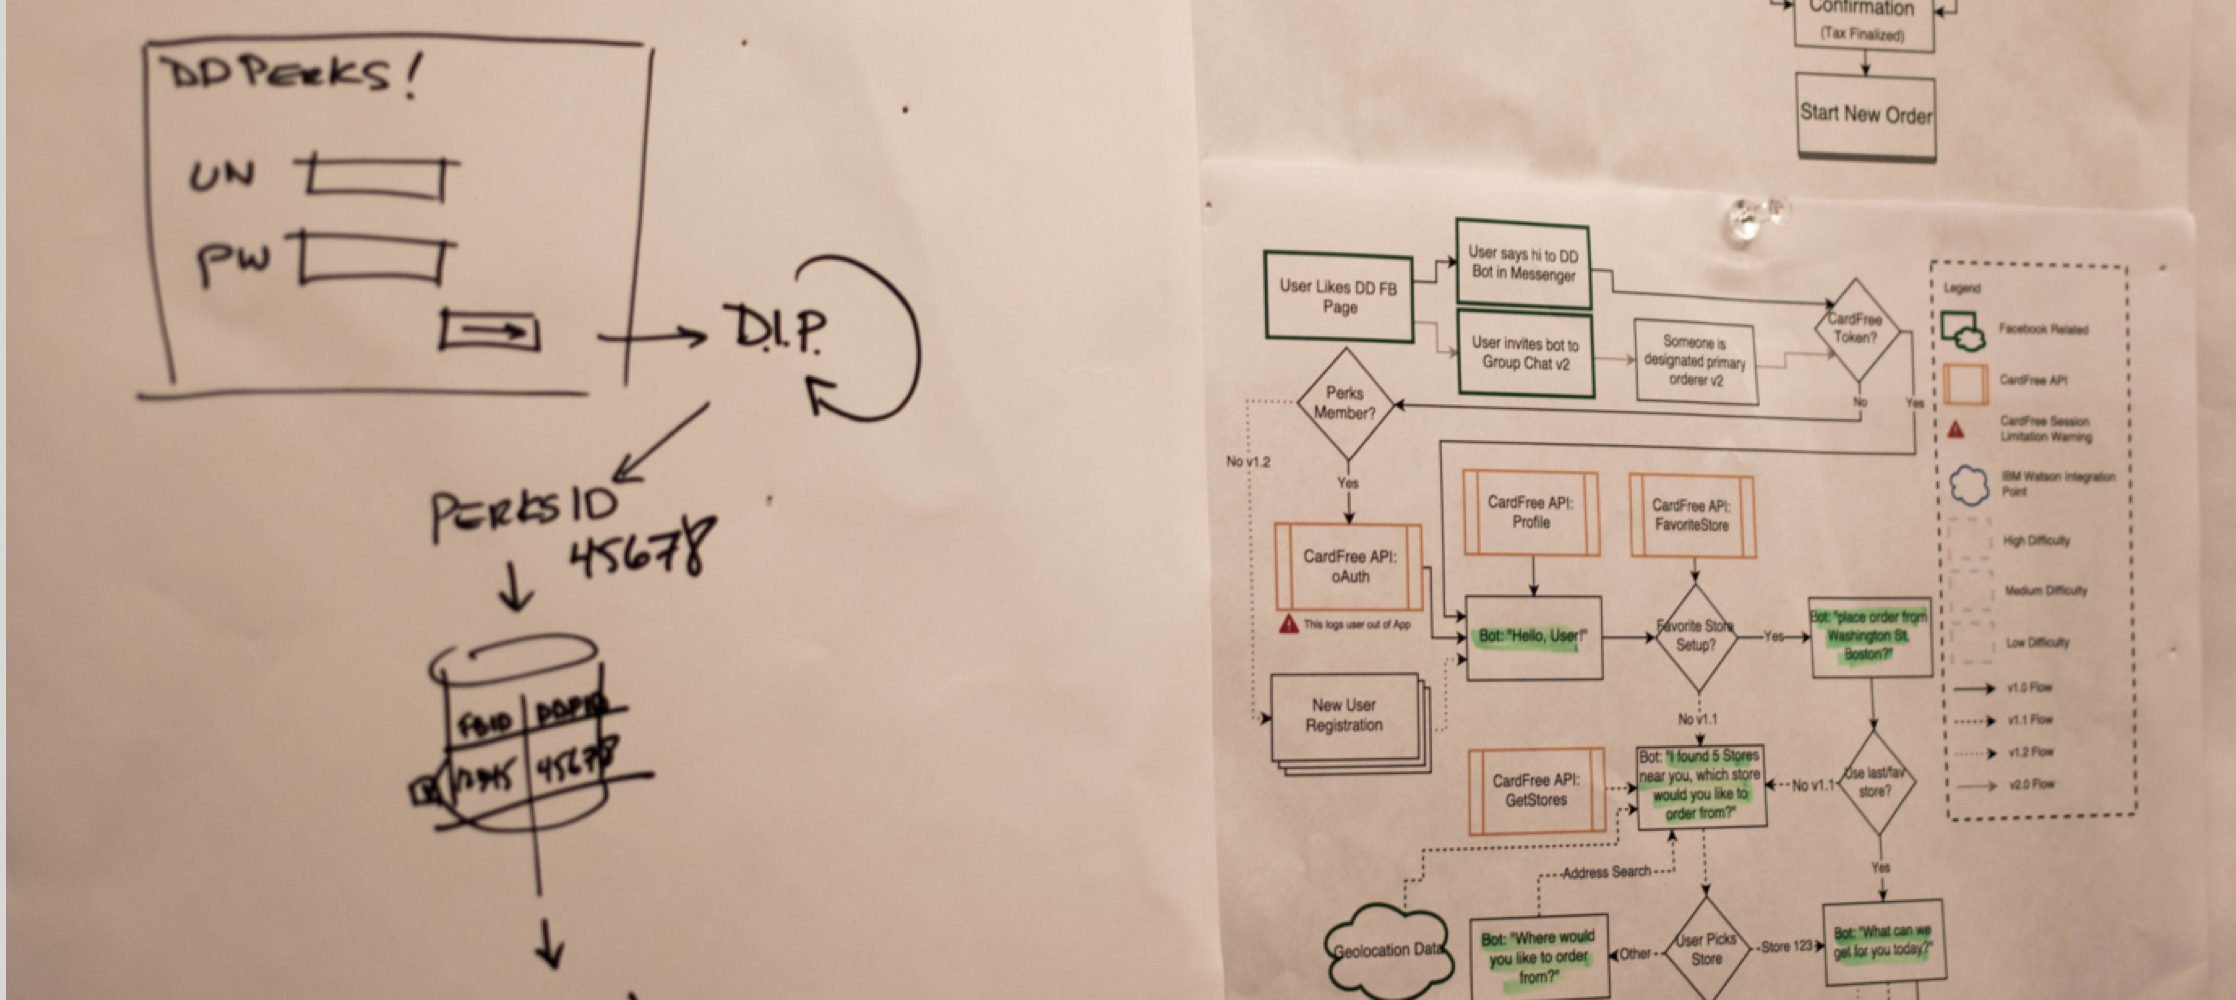 DD PERKS!
UN
PW
D.I.P.
PERKS ID
45678
FBID DDPID
12345 45678
Confirmation
(Tax Finalized)
Start New Order
User Likes DD FB
Page
User says hi to DD
Bot in Messenger
User invites bot to
Group Chat v2
Someone is
designated primary
orderer v2
CardFree
Token?
No
Yes
Perks
Member?
No v1.2
Yes
CardFree API:
oAuth
This logs user out of App
New User
Registration
CardFree API:
Profile
CardFree API:
FavoriteStore
Bot: "Hello, User!"
Favorite Store
Setup?
Yes
Bot: "place order from
Washington St,
Boston?"
No v1.1
CardFree API:
GetStores
Bot: "I found 5 Stores
near you, which store
would you like to
order from?"
No v1.1
Use last/fav
store?
Yes
Address Search
Geolocation Data
Bot: "Where would
you like to order
from?"
Other
User Picks
Store
Store 123
Bot: "What can we
get for you today?"
Legend
Facebook Related
CardFree API
CardFree Session
Limitation Warning
IBM Watson Integration
Point
High Difficulty
Medium Difficulty
Low Difficulty
v1.0 Flow
v1.1 Flow
v1.2 Flow
v2.0 Flow